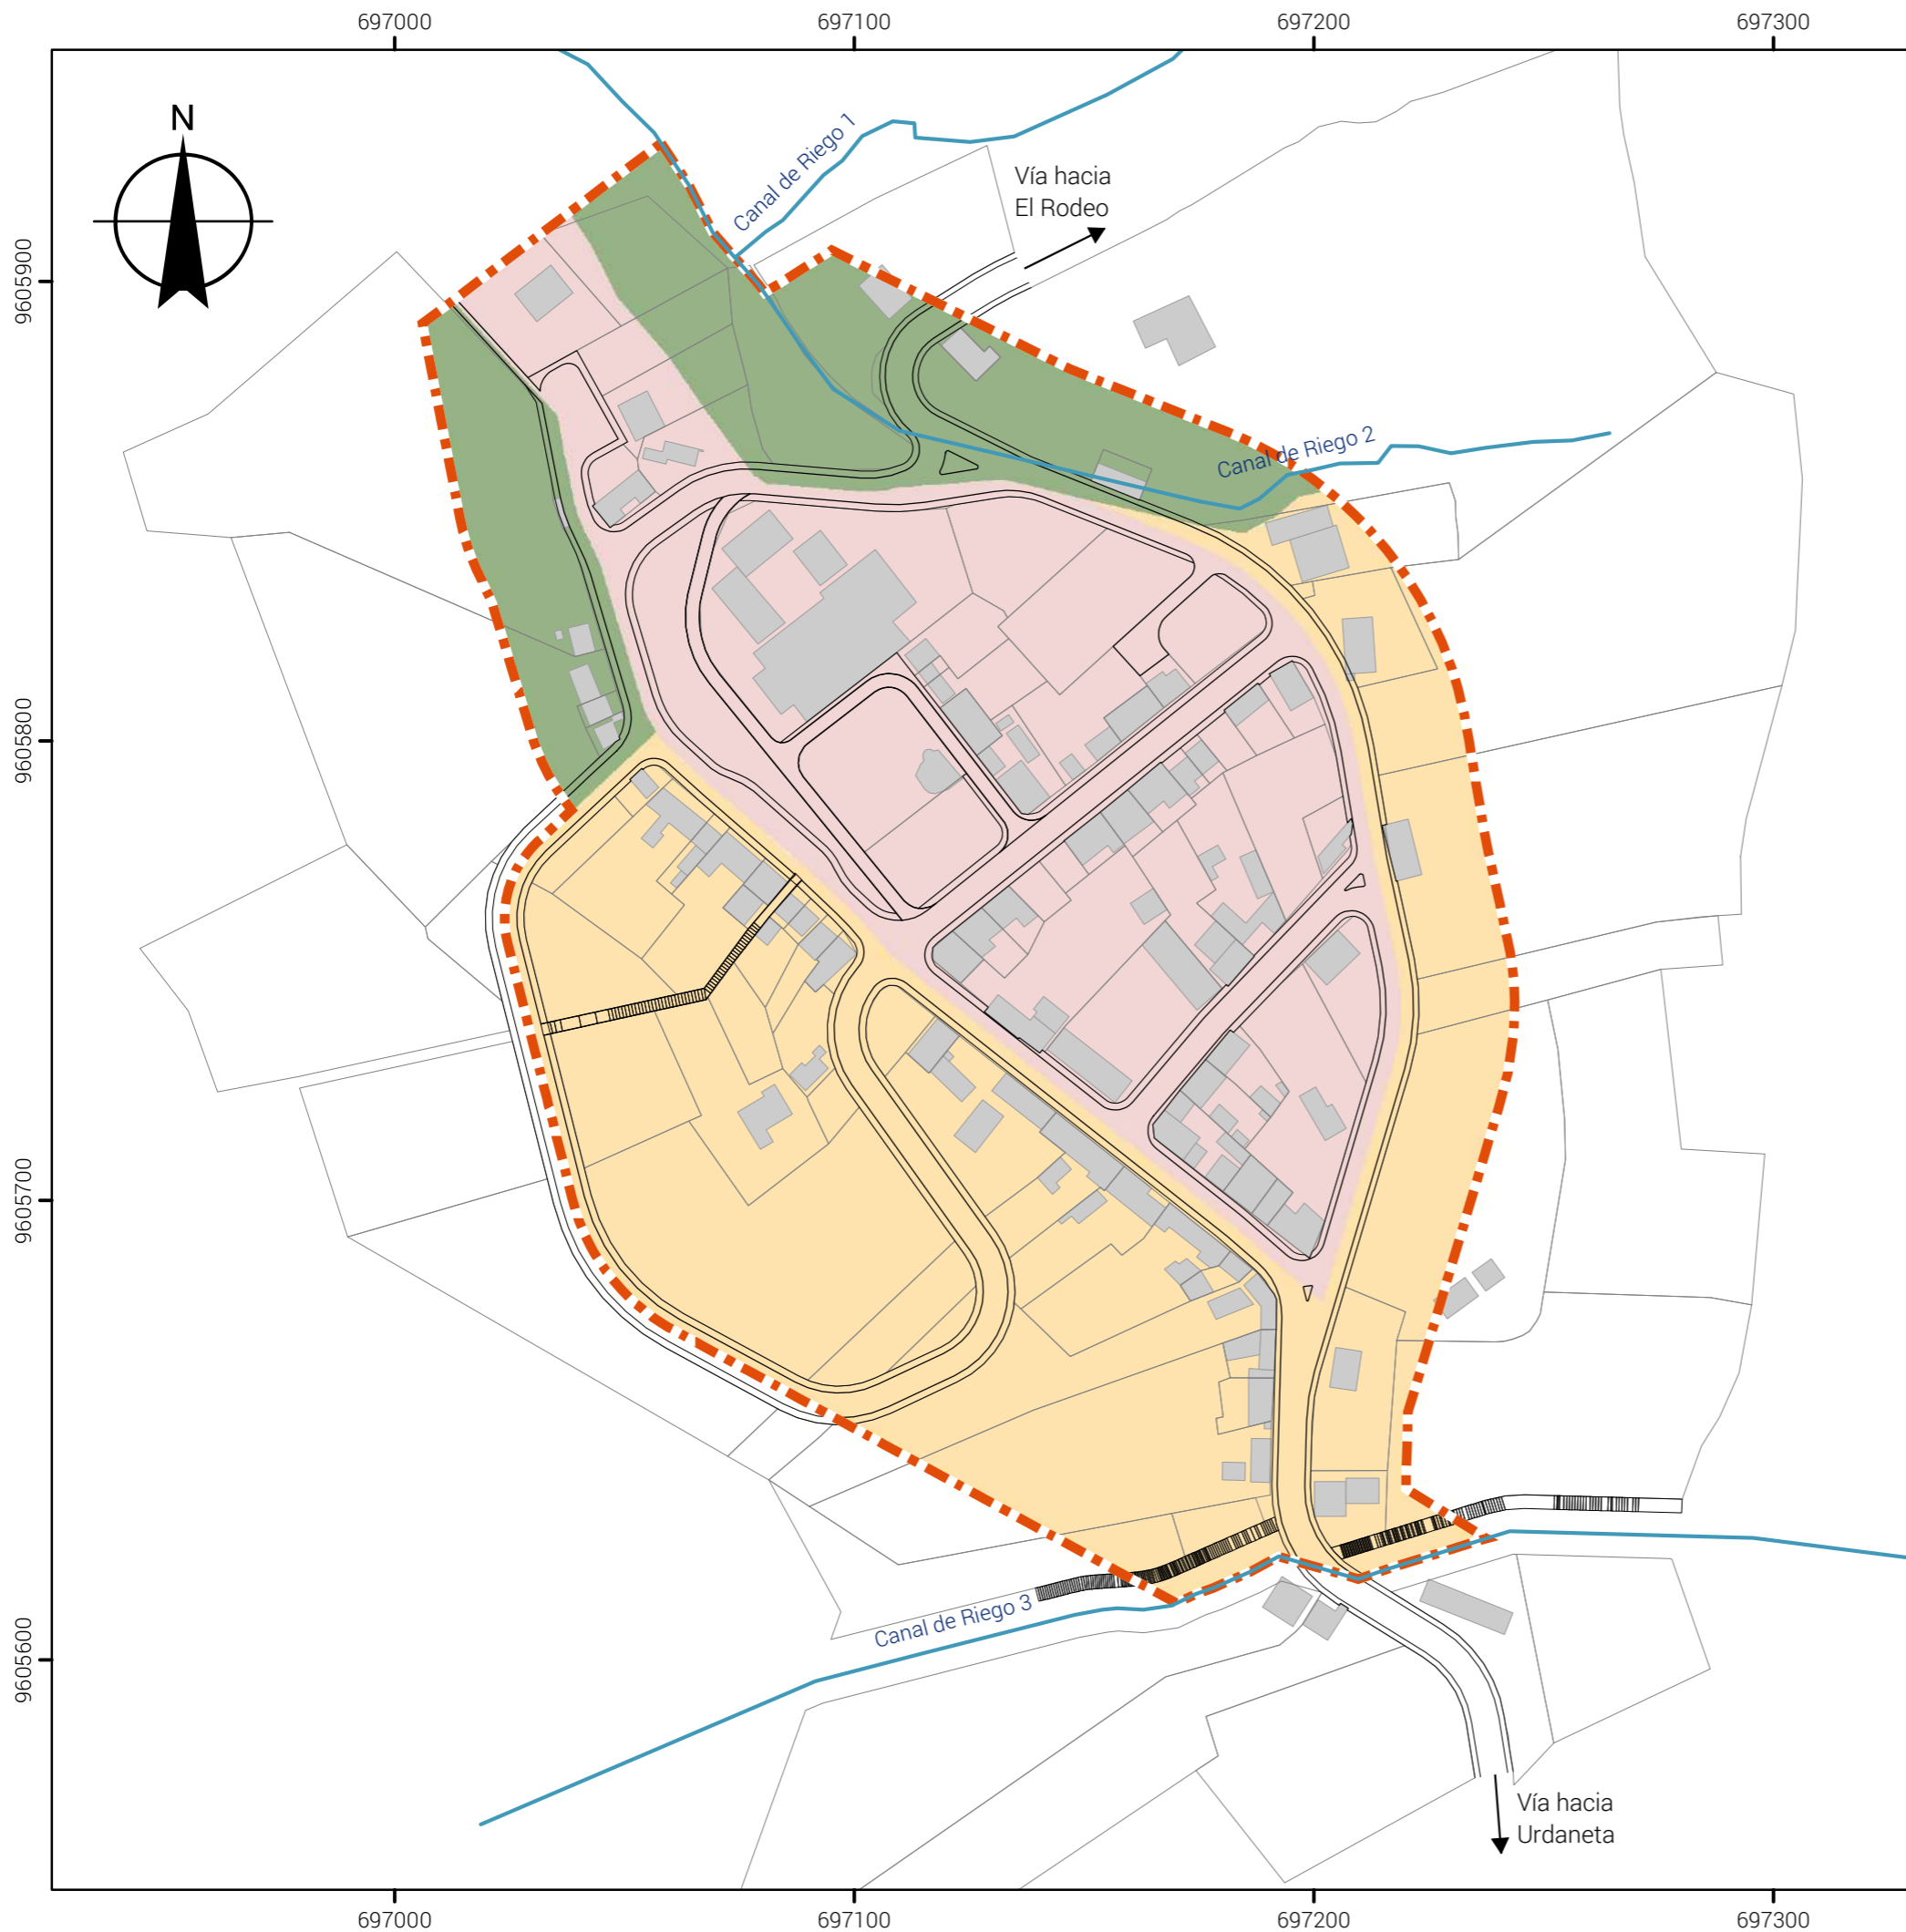 697000
697100
697200
697300
N
Canal de Riego 1
Vía hacia
El Rodeo
9605900
Canal de Riego 2
9605800
9605700
9605600
Canal de Riego 3
Vía hacia
Urdaneta
697000
697100
697200
697300